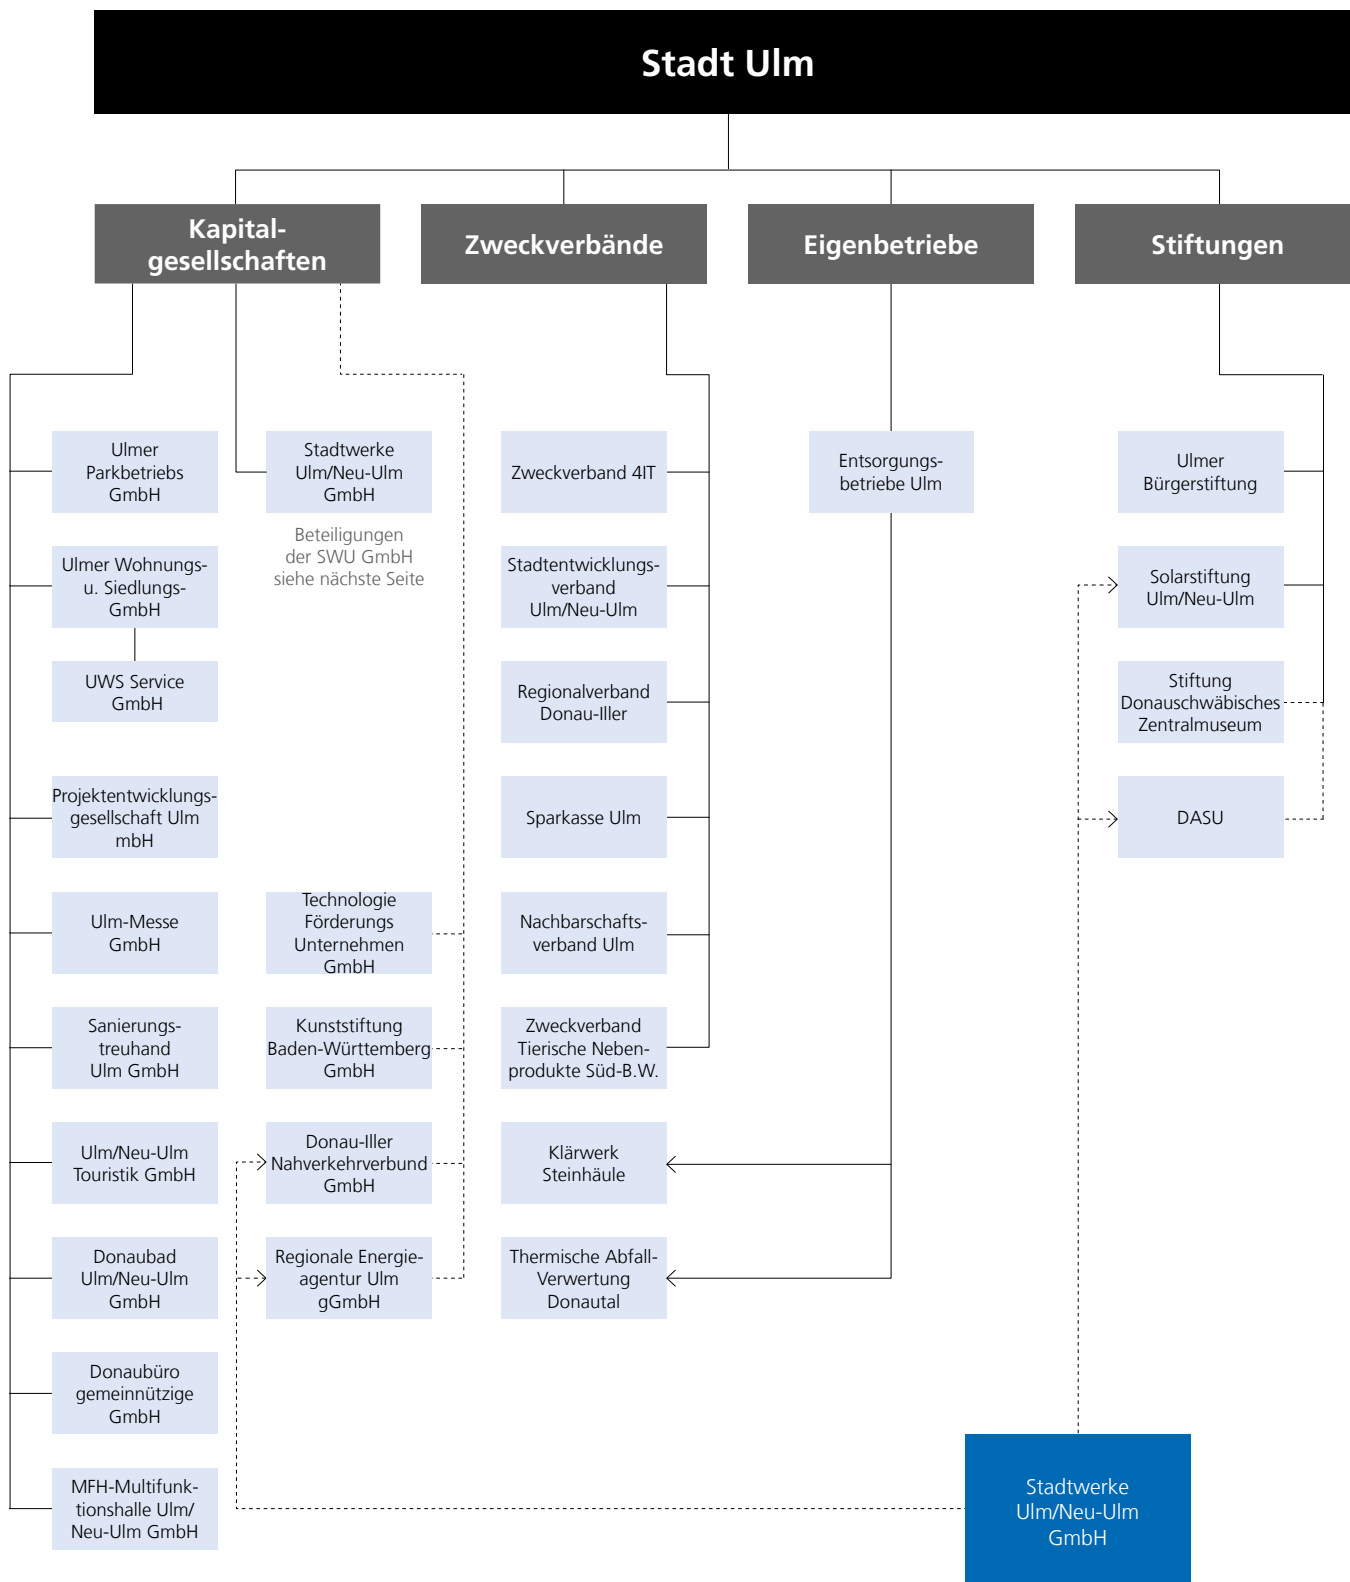 Stadt Ulm
Kapital-
gesellschaften
Zweckverbände
Eigenbetriebe
Stiftungen
Ulmer
Parkbetriebs
GmbH
Ulmer Wohnungs-
u. Siedlungs-
GmbH
UWS Service
GmbH
Projektentwicklungs-
gesellschaft Ulm
mbH
Ulm-Messe
GmbH
Sanierungs-
treuhand
Ulm GmbH
Ulm/Neu-Ulm
Touristik GmbH
Donaubad
Ulm/Neu-Ulm
GmbH
Donaubüro
gemeinnützige
GmbH
MFH-Multifunk-
tionshalle Ulm/
Neu-Ulm GmbH
Stadtwerke
Ulm/Neu-Ulm
GmbH
Beteiligungen
der SWU GmbH
siehe nächste Seite
Technologie
Förderungs
Unternehmen
GmbH
Kunststiftung
Baden-Württemberg
GmbH
Donau-Iller
Nahverkehrverbund
GmbH
Regionale Energie-
agentur Ulm
gGmbH
Zweckverband 4IT
Stadtentwicklungs-
verband
Ulm/Neu-Ulm
Regionalverband
Donau-Iller
Sparkasse Ulm
Nachbarschafts-
verband Ulm
Zweckverband
Tierische Neben-
produkte Süd-B.W.
Klärwerk
Steinhäule
Thermische Abfall-
Verwertung
Donautal
Entsorgungs-
betriebe Ulm
Ulmer
Bürgerstiftung
Solarstiftung
Ulm/Neu-Ulm
Stiftung
Donauschwäbisches
Zentralmuseum
DASU
Stadtwerke
Ulm/Neu-Ulm
GmbH